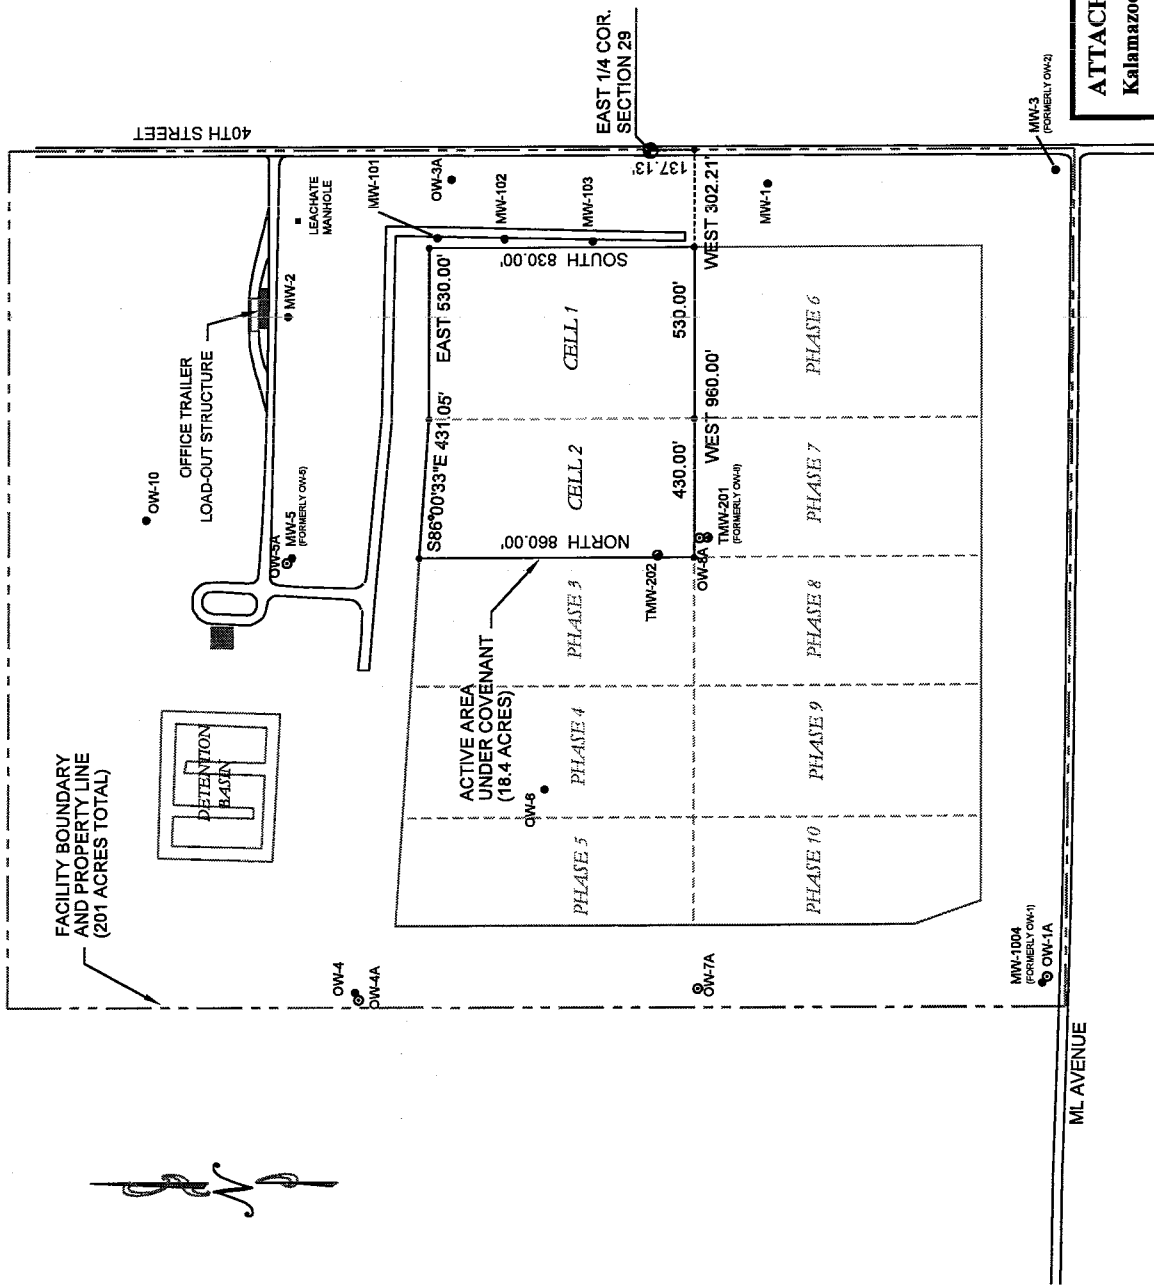 40TH STREET
EAST 1/4 COR.
SECTION 29
ATTACH
Kalamazoo
MW-3
(FORMERLY OW-2)
LEACHATE
MANHOLE
MW-101
OW-3A
MW-102
MW-103
137.13'
MW-1
WEST 302.21'
OFFICE TRAILER
LOAD-OUT STRUCTURE
MW-2
SOUTH 830.00'
EAST 530.00'
CELL 1
530.00'
PHASE 6
OW-10
S86°00'33"E 431.05'
CELL 2
430.00'
WEST 960.00'
PHASE 7
OW-5A
MW-5
(FORMERLY OW-5)
NORTH 860.00'
TMW-202
OW-8A
TMW-201
(FORMERLY OW-8)
PHASE 3
PHASE 8
ACTIVE AREA
UNDER COVENANT
(18.4 ACRES)
DETENTION
BASIN
PHASE 4
OW-6
PHASE 9
PHASE 5
PHASE 10
FACILITY BOUNDARY
AND PROPERTY LINE
(201 ACRES TOTAL)
OW-4
OW-4A
OW-7A
MW-1004
(FORMERLY OW-1)
OW-1A
ML AVENUE
N